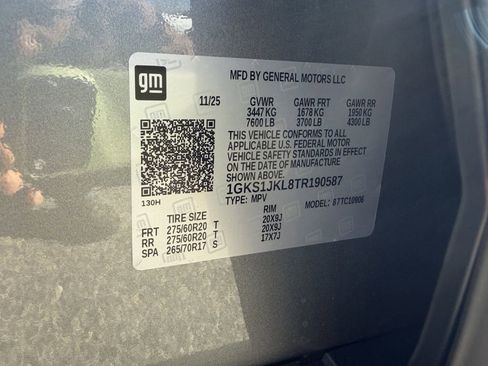 gm
MFD BY GENERAL MOTORS LLC
11/25 GVWR GAWR FRT GAWR RR
3447 KG 1678 KG 1950 KG
7600 LB 3700 LB 4300 LB
THIS VEHICLE CONFORMS TO ALL
APPLICABLE U.S. FEDERAL MOTOR
VEHICLE SAFETY STANDARDS IN EFFECT
ON THE DATE OF MANUFACTURE
SHOWN ABOVE.
1GKS1JKL8TR190587
TYPE: MPV MODEL:
130H
TIRE SIZE RIM
FRT 275/60R20 T 20X9J
RR 275/60R20 T 20X9J
SPA 265/70R17 S 17X7J